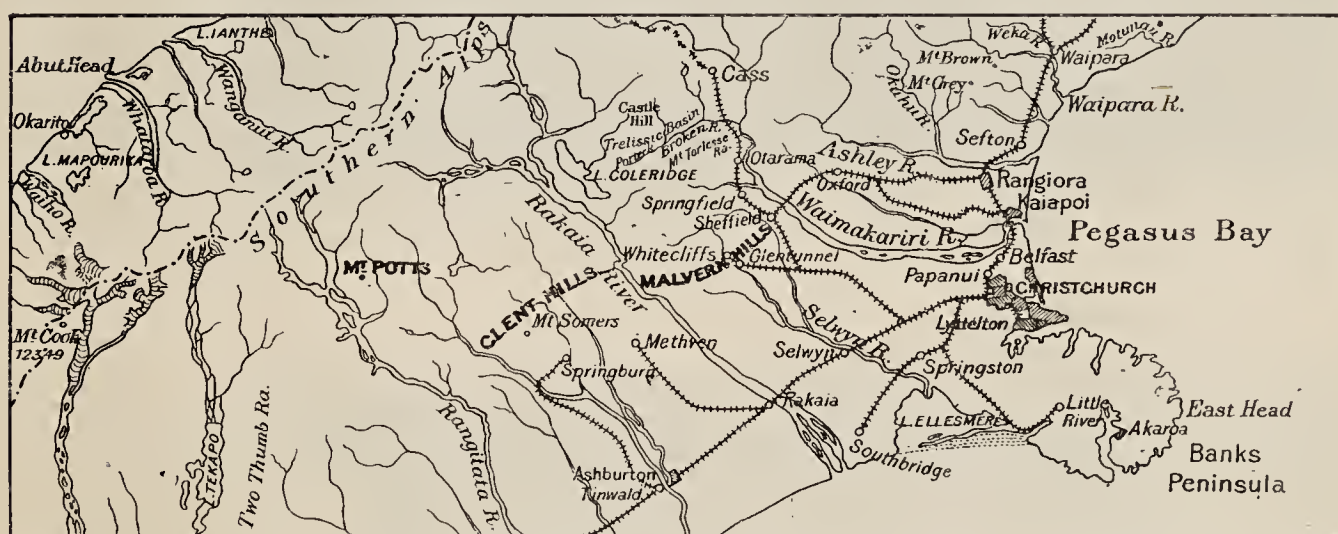 L. IANTHE
Abut Head
Wanganui R.
Okarito
Whataroa R.
L. MAPOURIKA
Waiho R.
Southern Alps
Mt. Cook
12349
Mt. POTTS
Two Thumb Ra.
L. TEKAPO
Rangitata R.
CLENT HILLS
Mt Somers
Springburn
Methven
Ashburton
Tinwald
Rakaia River
Rakaia
Cass
Castle Hill
Trelissic Basin
Broken R.
Mt Torlesse Ra.
L. COLERIDGE
Otarama
Springfield
Sheffield
Whitecliffs
Glentunnel
MALVERN HILLS
Selwyn R.
Selwyn
Springston
Southbridge
L. ELLESMERE
Weka R.
Motunau R.
Mt Brown
Mt Grey
Okuhu R.
Waipara
Waipara R.
Sefton
Ashley R.
Oxford
Rangiora
Kaiapoi
Waimakariri R.
Pegasus Bay
Belfast
Papanui
CHRISTCHURCH
Lyttelton
Little River
Akaroa
East Head
Banks
Peninsula